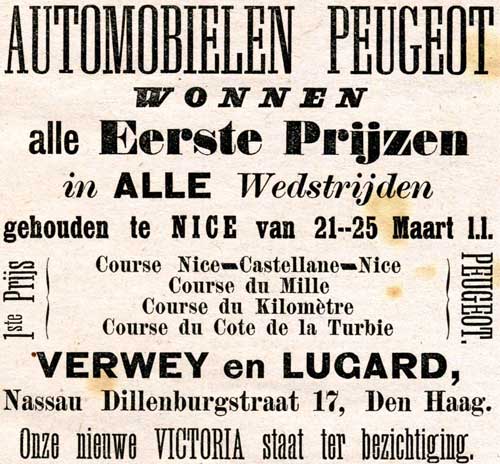 AUTOMOBIELEN PEUGEOT
WONNEN
alle Eerste Prijzen
in ALLE Wedstrijden
gehouden te NICE van 21--25 Maart l.l.
1ste Prijs
Course Nice—Castellane—Nice
Course du Mille
Course du Kilomètre
Course du Cote de la Turbie
PEUGEOT.
VERWEY en LUGARD,
Nassau Dillenburgstraat 17, Den Haag.
Onze nieuwe VICTORIA staat ter bezichtiging.